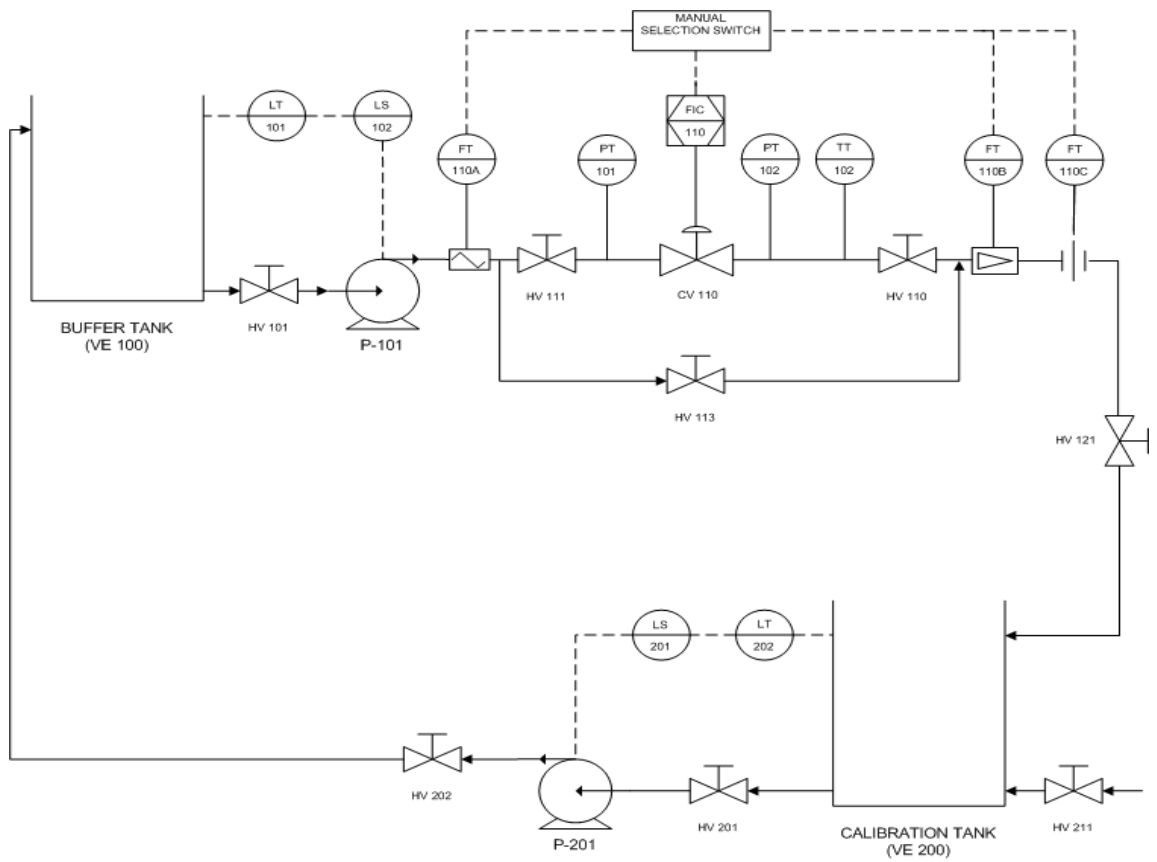 MANUAL
SELECTION SWITCH
LT
101
LS
102
FIC
110
FT
110A
PT
101
PT
102
TT
102
FT
110B
FT
110C
HV 111
CV 110
HV 110
HV 101
BUFFER TANK
(VE 100)
P-101
HV 113
HV 121
LS
201
LT
202
HV 202
HV 201
HV 211
P-201
CALIBRATION TANK
(VE 200)